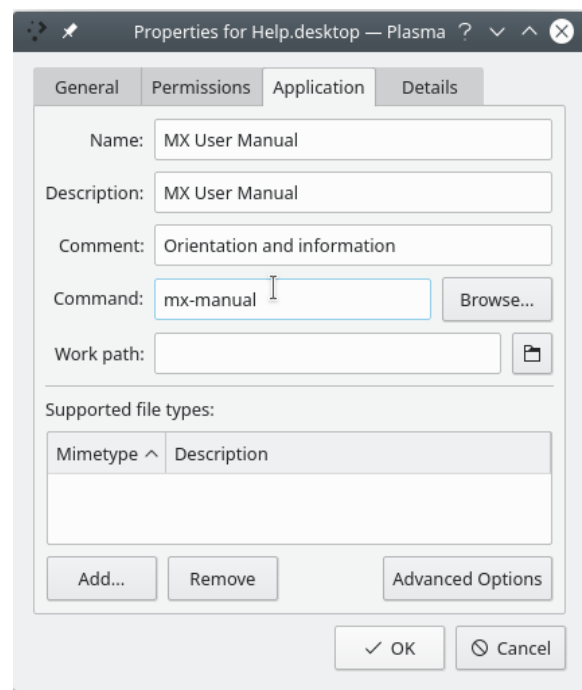 Properties for Help.desktop — Plasma
General Permissions Application Details
Name: MX User Manual
Description: MX User Manual
Comment: Orientation and information
Command: mx-manual Browse...
Work path:
Supported file types:
Mimetype Description
Add... Remove Advanced Options
OK Cancel